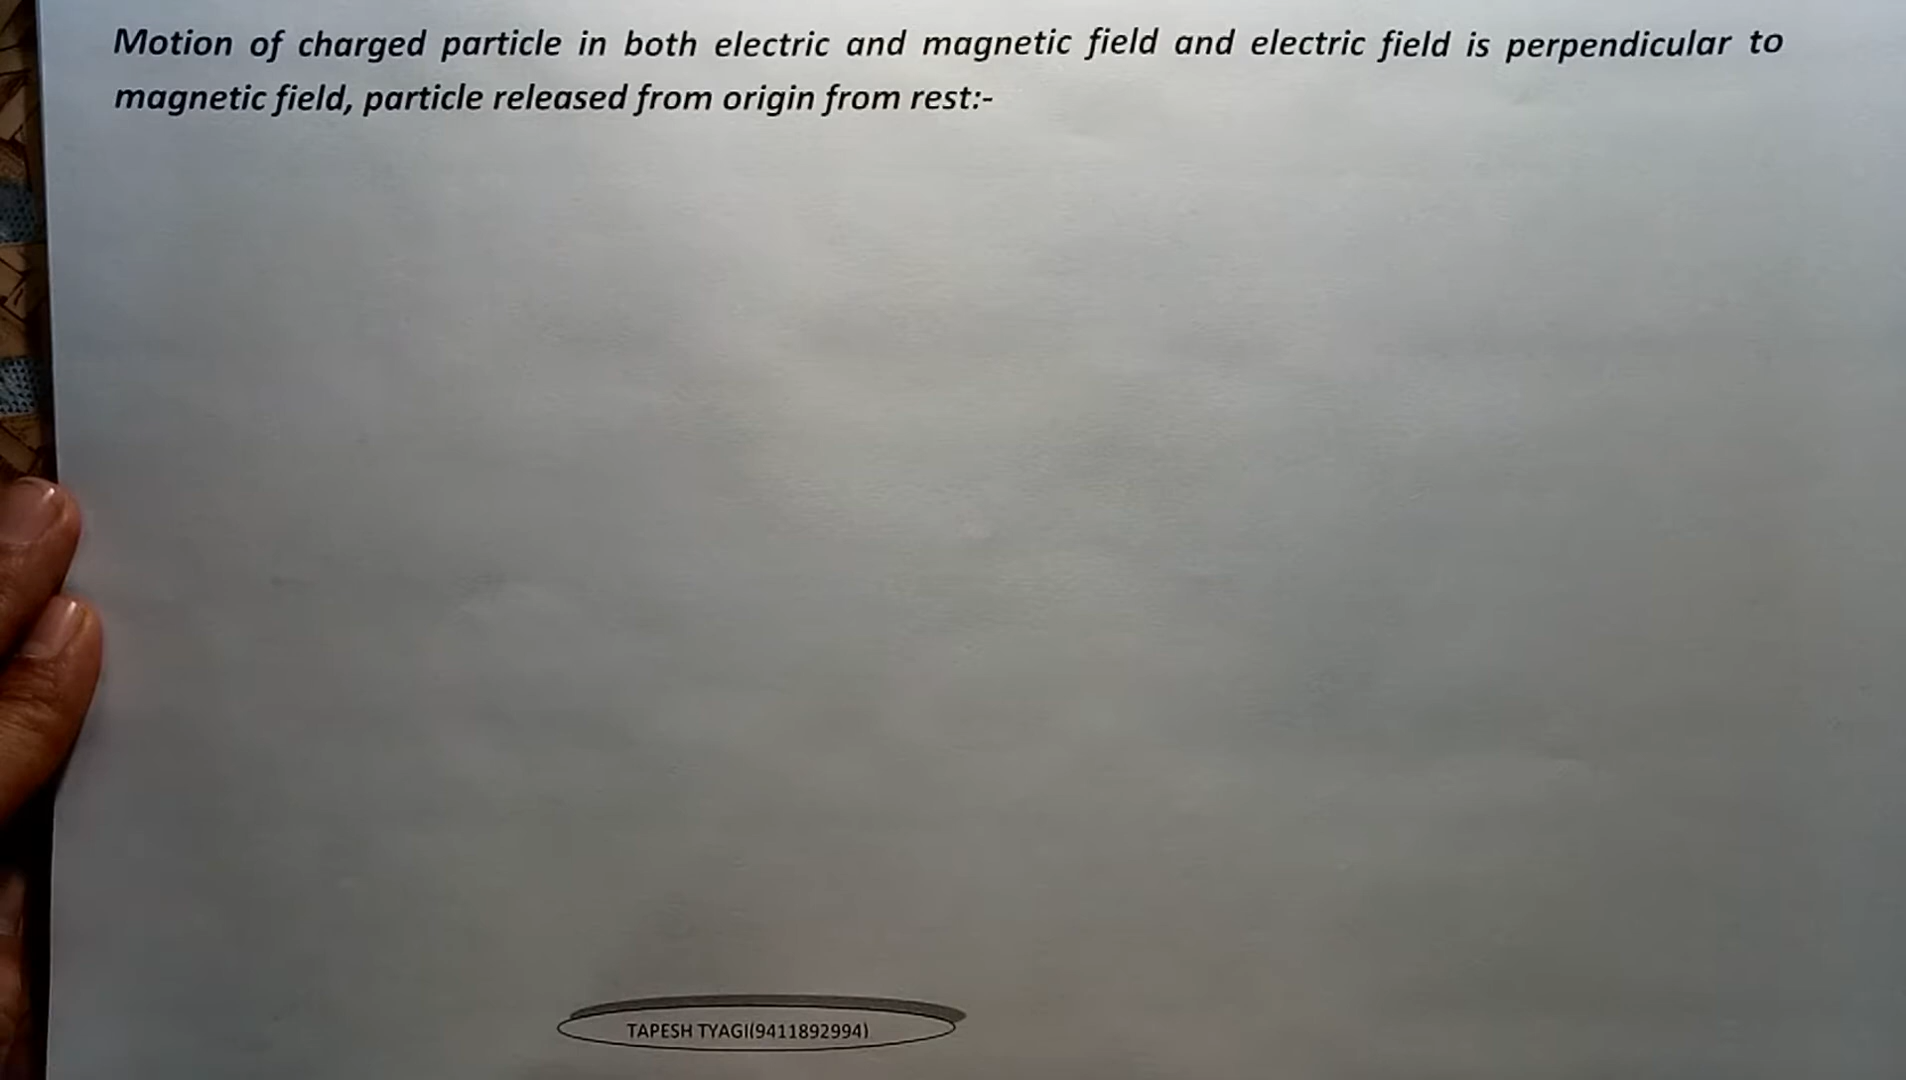 Motion of charged particle in both electric and magnetic field and electric field is perpendicular to
magnetic field, particle released from origin from rest:-
TAPESH TYAGI(9411892994)